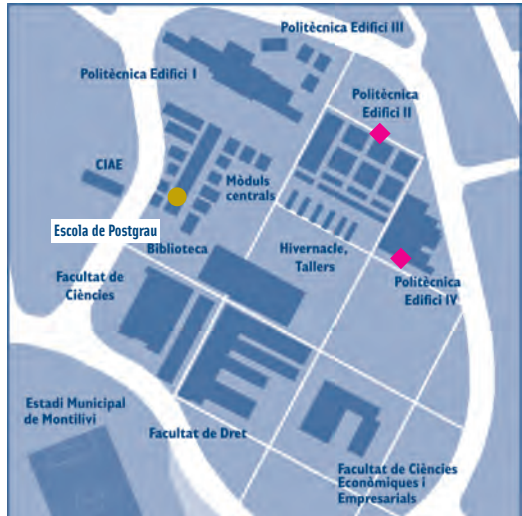 Politècnica Edifici III
Politècnica Edifici I
Politècnica
Edifici II
CIAE
Mòduls
centrals
Escola de Postgrau
Biblioteca
Hivernacle,
Tallers
Facultat de
Ciències
Politècnica
Edifici IV
Estadi Municipal
de Montilivi
Facultat de Dret
Facultat de Ciències
Econòmiques i
Empresarials